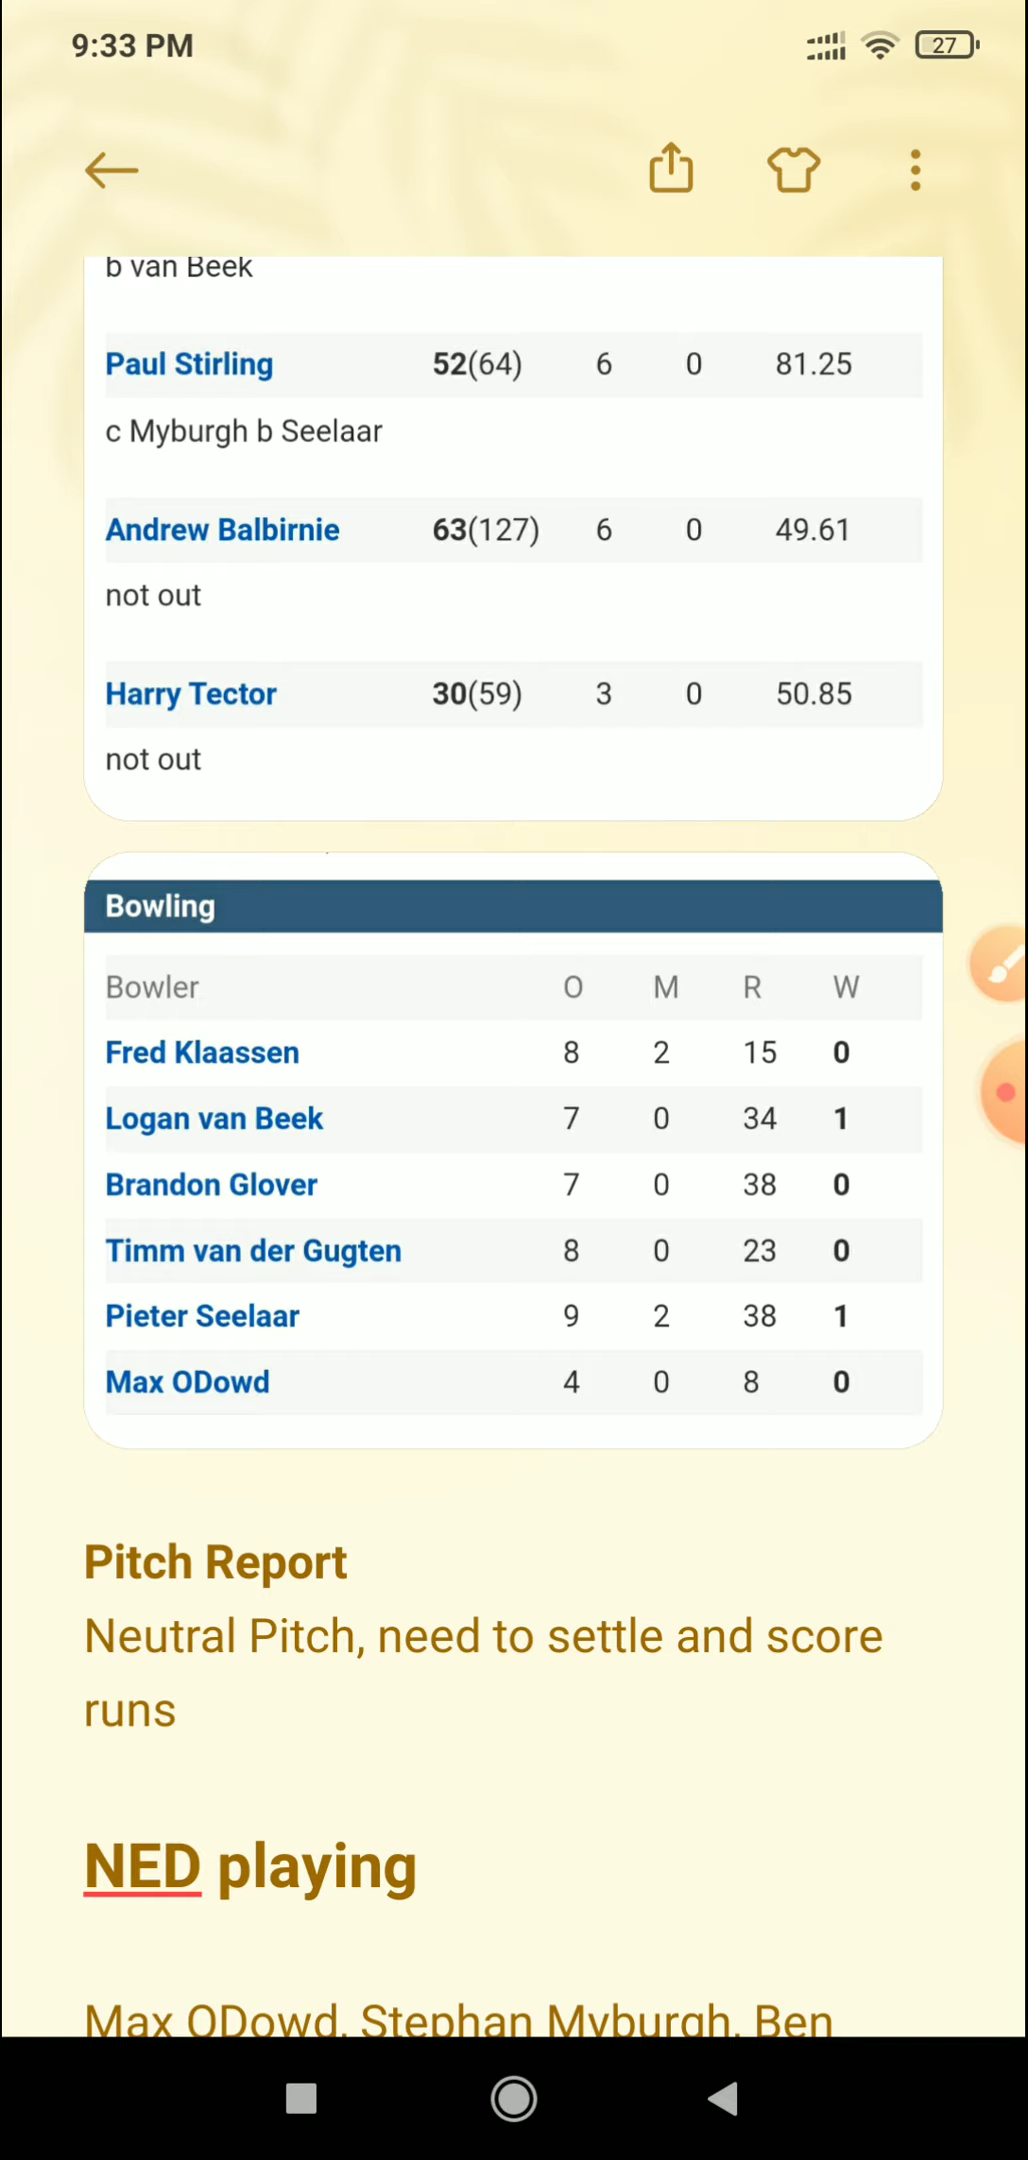 9:33 PM
27
b van Beek
Paul Stirling 52(64) 6 0 81.25
c Myburgh b Seelaar
Andrew Balbirnie 63(127) 6 0 49.61
not out
Harry Tector 30(59) 3 0 50.85
not out
Bowling
Bowler O M R W
Fred Klaassen 8 2 15 0
Logan van Beek 7 0 34 1
Brandon Glover 7 0 38 0
Timm van der Gugten 8 0 23 0
Pieter Seelaar 9 2 38 1
Max ODowd 4 0 8 0
Pitch Report
Neutral Pitch, need to settle and score
runs
NED playing
Max ODowd, Stephan Myburgh, Ben